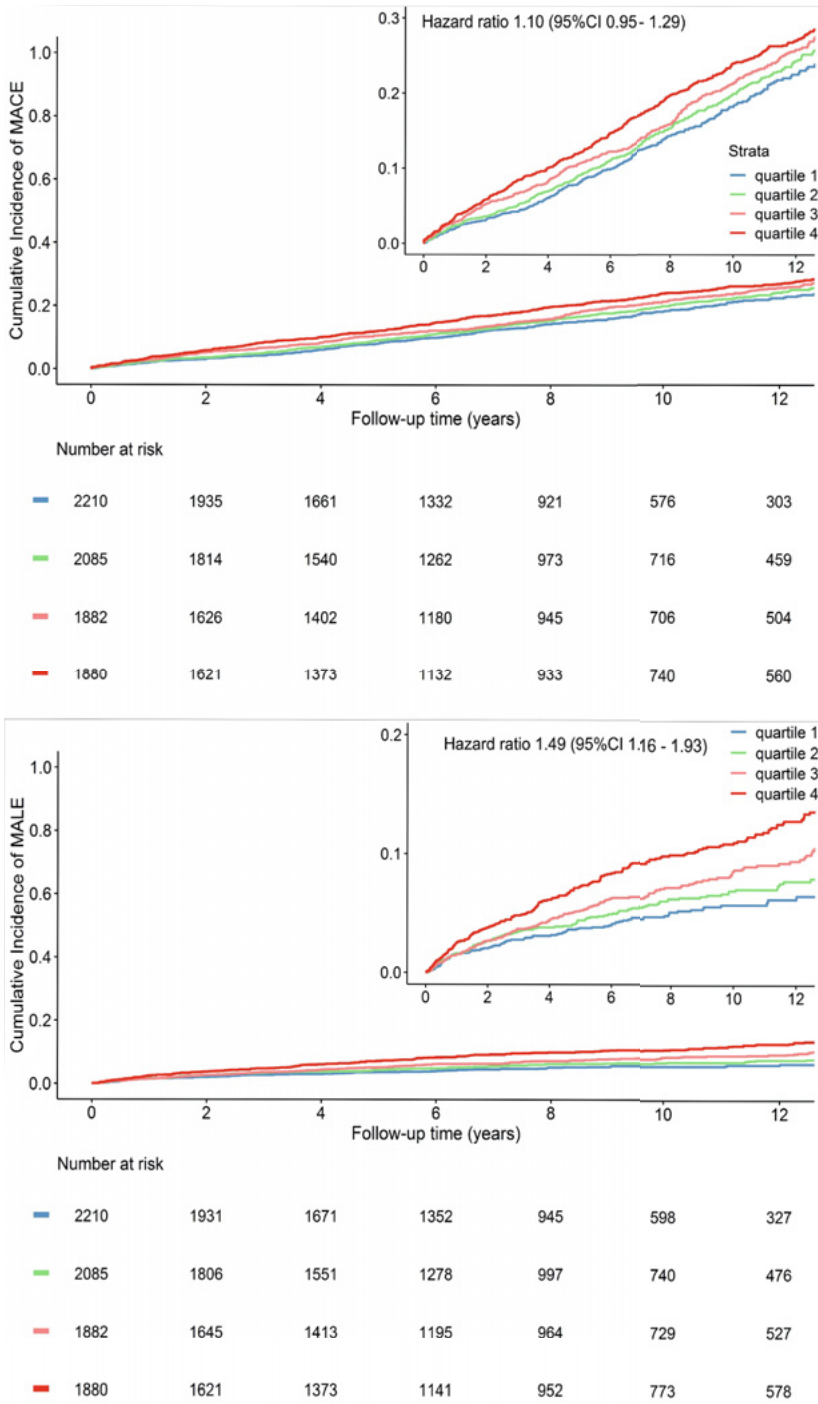 Hazard ratio 1.10 (95%CI 0.95 - 1.29)
0.3
0.2
0.1
0.0
0 2 4 6 8 10 12
Strata
quartile 1
quartile 2
quartile 3
quartile 4
Cumulative Incidence of MACE
1.0
0.8
0.6
0.4
0.2
0.0
0 2 4 6 8 10 12
Follow-up time (years)
Number at risk
2210 1935 1661 1332 921 576 303
2085 1814 1540 1262 973 716 459
1882 1626 1402 1180 945 706 504
1880 1621 1373 1132 933 740 560
Hazard ratio 1.49 (95%CI 1.16 - 1.93)
0.2
0.1
0.0
0 2 4 6 8 10 12
quartile 1
quartile 2
quartile 3
quartile 4
Cumulative Incidence of MALE
1.0
0.8
0.6
0.4
0.2
0.0
0 2 4 6 8 10 12
Follow-up time (years)
Number at risk
2210 1931 1671 1352 945 598 327
2085 1806 1551 1278 997 740 476
1882 1645 1413 1195 964 729 527
1880 1621 1373 1141 952 773 578